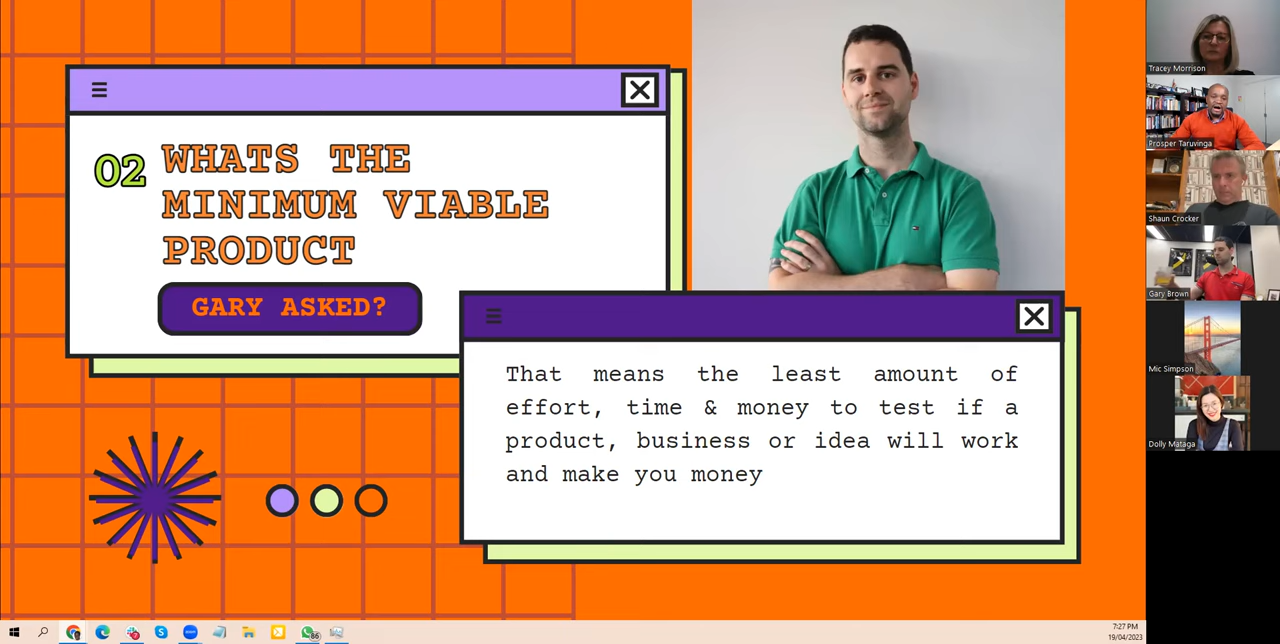 02
WHATS THE
MINIMUM VIABLE
PRODUCT
GARY ASKED?
That means the least amount of
effort, time & money to test if a
product, business or idea will work
and make you money
Tracey Morrison
Prosper Taruvinga
Shaun Crocker
Gary Brown
Mic Simpson
Dolly Mataga
86
7:27 PM
19/04/2023